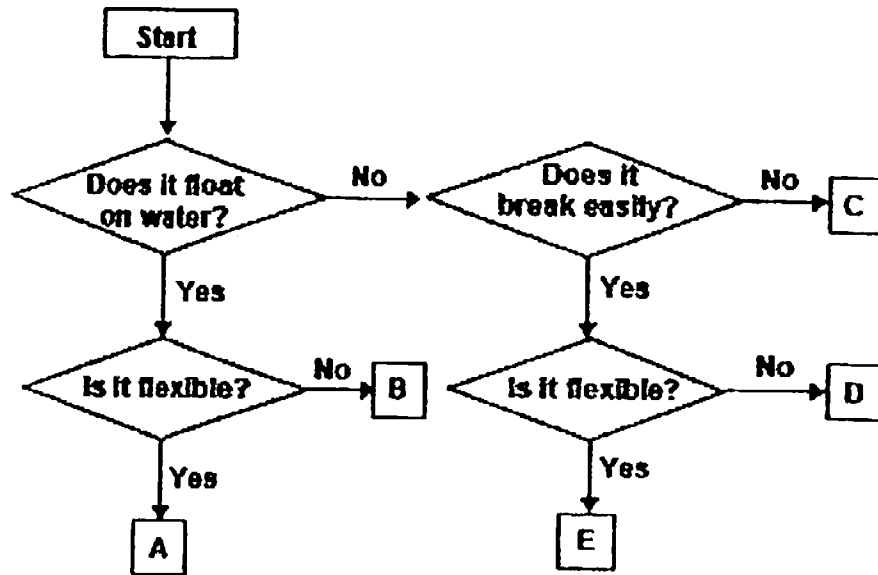 Start
Does it float
on water?
No
Does it
break easily?
No
C
Yes
Yes
Is it flexible?
No
B
Is it flexible?
No
D
Yes
Yes
A
E